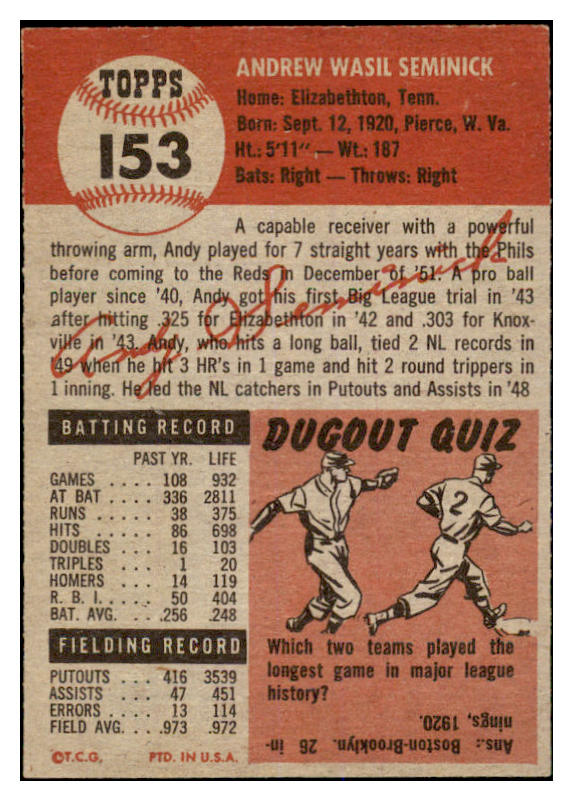 TOPPS
153
ANDREW WASIL SEMINICK
Home: Elizabethton, Tenn.
Born: Sept. 12, 1920, Pierce, W. Va.
Ht.: 5'11" — Wt.: 187
Bats: Right — Throws: Right
A capable receiver with a powerful
throwing arm, Andy played for 7 straight years with the Phils
before coming to the Reds in December of '51. A pro ball
player since '40, Andy got his first Big League trial in '43
after hitting .325 for Elizabethton in '42 and .303 for Knox-
ville in '43. Andy, who hits a long ball, tied 2 NL records in
'49 when he hit 3 HR's in 1 game and hit 2 round trippers in
1 inning. He led the NL catchers in Putouts and Assists in '48
Andy Seminick
BATTING RECORD
PAST YR. LIFE
GAMES .... 108 932
AT BAT .... 336 2811
RUNS .... 38 375
HITS .... 86 698
DOUBLES .. 16 103
TRIPLES ... 1 20
HOMERS ... 14 119
R. B. I. .... 50 404
BAT. AVG. .. .256 .248
FIELDING RECORD
PUTOUTS .. 416 3539
ASSISTS ... 47 451
ERRORS ... 13 114
FIELD AVG. . .973 .972
©T.C.G. PTD. IN U.S.A.
DUGOUT QUIZ
2
Which two teams played the
longest game in major league
history?
Ans.: Boston-Brooklyn. 26 in-
nings, 1920.